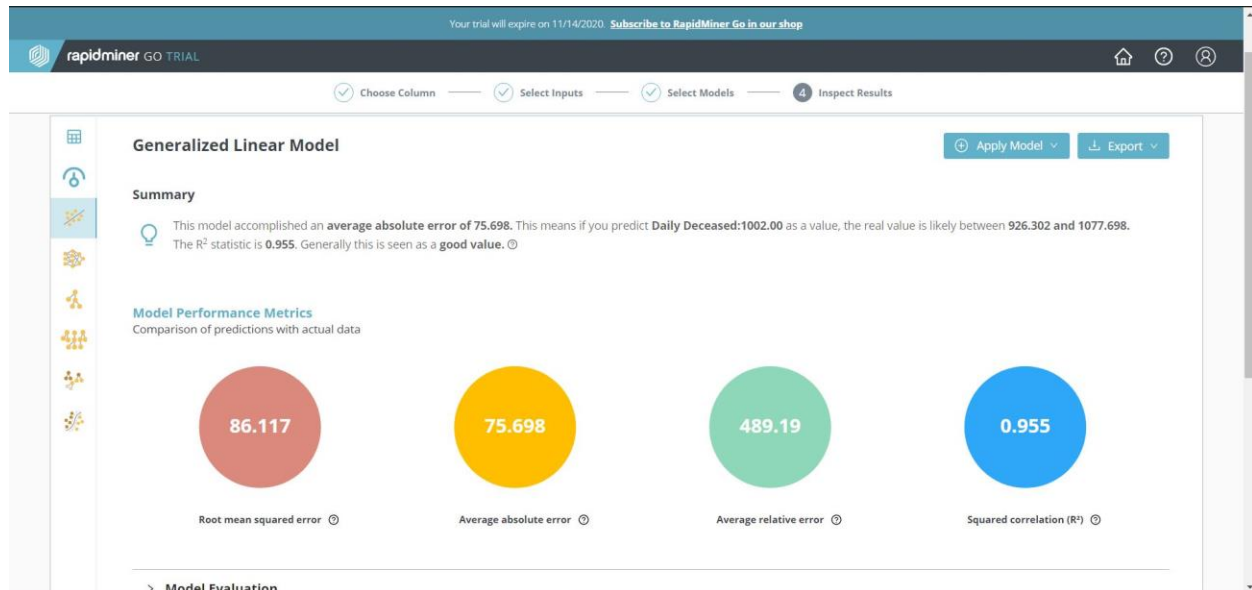 Your trial will expire on 11/14/2020. Subscribe to RapidMiner Go in our shop
rapidminer GO TRIAL
Choose Column
Select Inputs
Select Models
4 Inspect Results
Generalized Linear Model
Apply Model
Export
Summary
This model accomplished an average absolute error of 75.698. This means if you predict Daily Deceased:1002.00 as a value, the real value is likely between 926.302 and 1077.698.
The R² statistic is 0.955. Generally this is seen as a good value.
Model Performance Metrics
Comparison of predictions with actual data
86.117
75.698
489.19
0.955
Root mean squared error
Average absolute error
Average relative error
Squared correlation (R²)
Model Evaluation